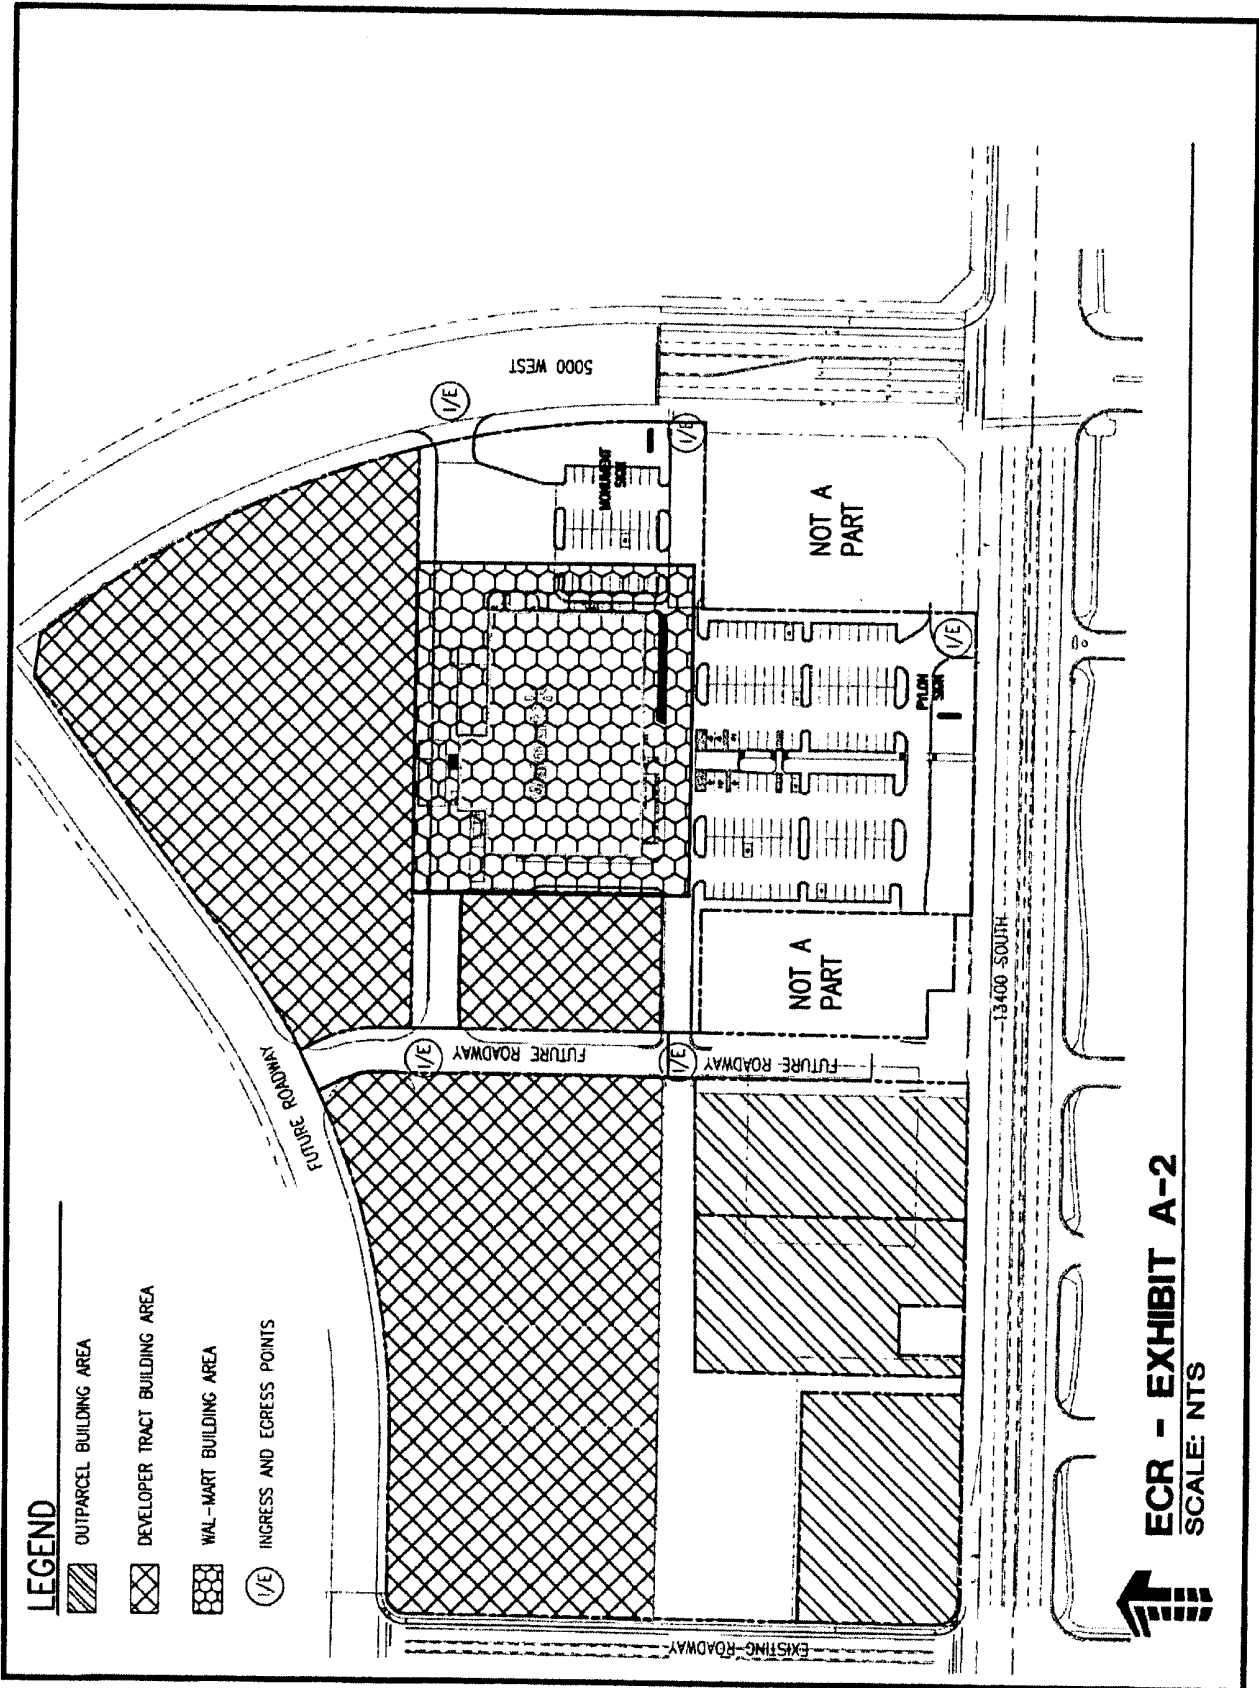 LEGEND
OUTPARCEL BUILDING AREA
DEVELOPER TRACT BUILDING AREA
WAL-MART BUILDING AREA
I/E INGRESS AND EGRESS POINTS
FUTURE ROADWAY
5000 WEST
I/E
I/E
MONUMENT
SIGN
NOT A
PART
I/E
PYLON
SIGN
NOT A
PART
I/E
FUTURE ROADWAY
I/E
FUTURE ROADWAY
13400 SOUTH
EXISTING ROADWAY
ECR - EXHIBIT A-2
SCALE: NTS